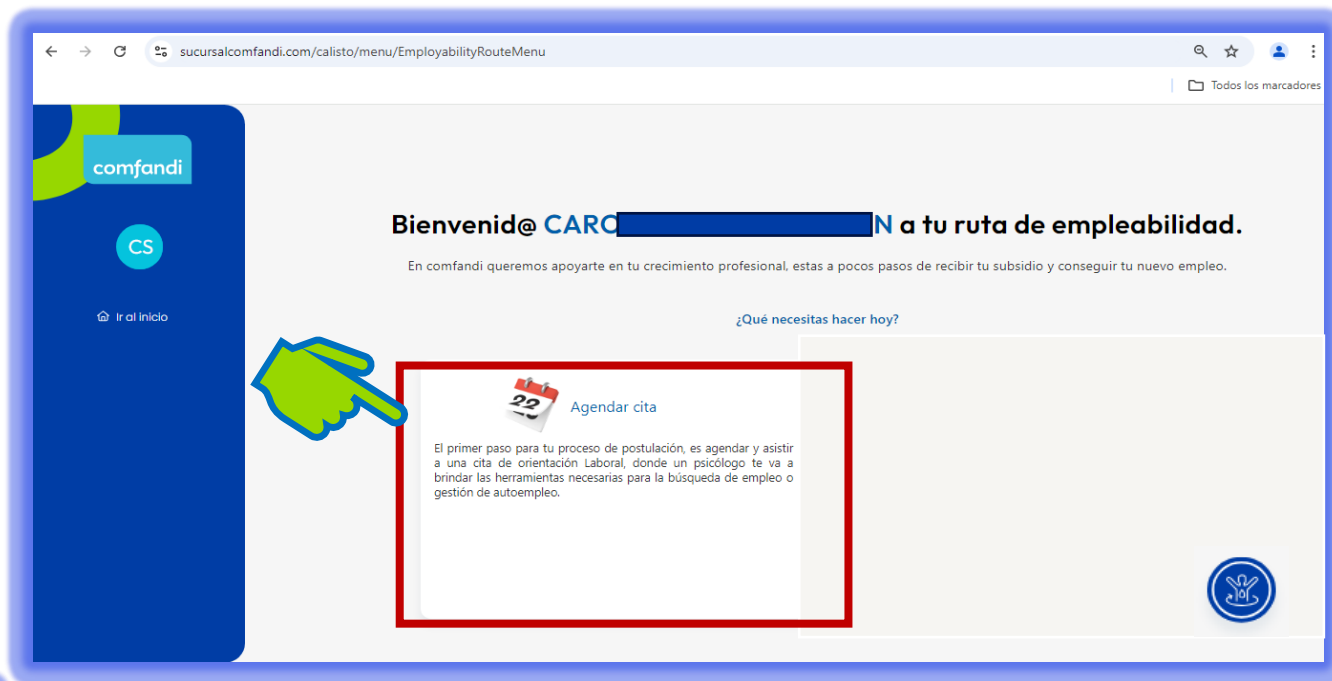 sucursalcomfandi.com/calisto/menu/EmployabilityRouteMenu
Todos los marcadores
comfandi
CS
Ir al inicio
Bienvenid@ CARO N a tu ruta de empleabilidad.
En comfandi queremos apoyarte en tu crecimiento profesional, estas a pocos pasos de recibir tu subsidio y conseguir tu nuevo empleo.
¿Qué necesitas hacer hoy?
22
Agendar cita
El primer paso para tu proceso de postulación, es agendar y asistir
a una cita de orientación Laboral, donde un psicólogo te va a
brindar las herramientas necesarias para la búsqueda de empleo o
gestión de autoempleo.